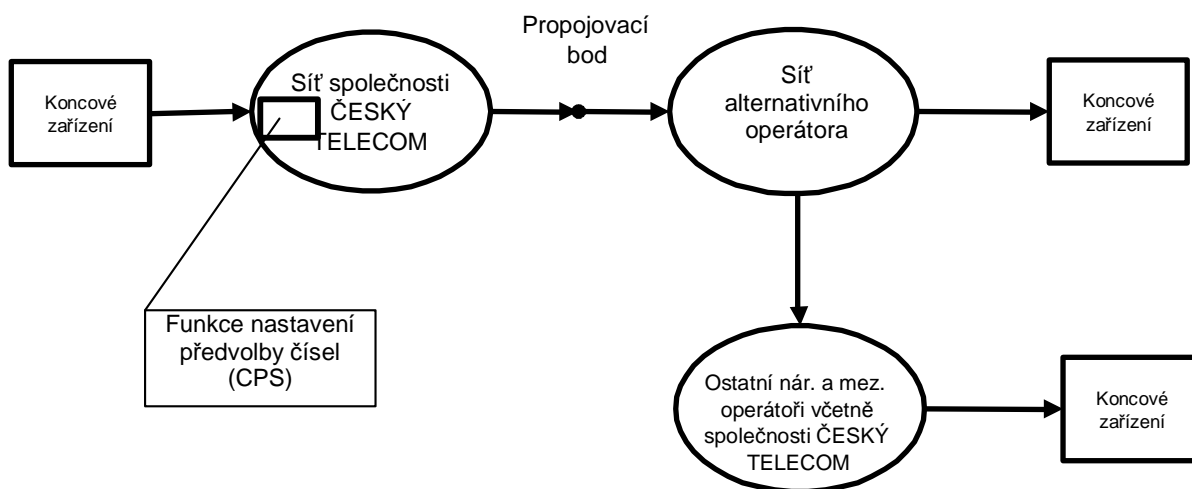 Propojovací
bod
Koncové
zařízení
Síť společnosti
ČESKÝ
TELECOM
Síť
alternativního
operátora
Koncové
zařízení
Funkce nastavení
předvolby čísel
(CPS)
Ostatní nár. a mez.
operátoři včetně
společnosti ČESKÝ
TELECOM
Koncové
zařízení